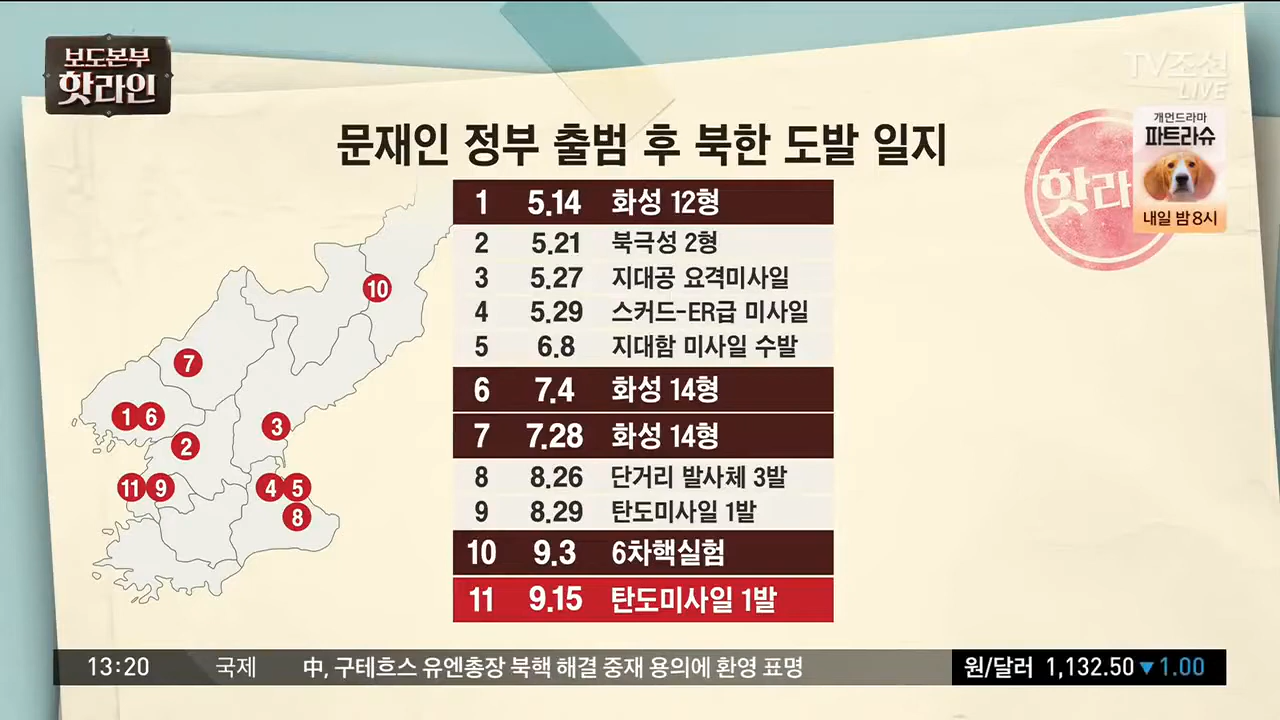 보도본부
핫라인
TV조선
LIVE
개먼드라마
파트라슈
내일 밤 8시
핫라
문재인 정부 출범 후 북한 도발 일지
1 5.14 화성 12형
2 5.21 북극성 2형
3 5.27 지대공 요격미사일
4 5.29 스커드-ER급 미사일
5 6.8 지대함 미사일 수발
6 7.4 화성 14형
7 7.28 화성 14형
8 8.26 단거리 발사체 3발
9 8.29 탄도미사일 1발
10 9.3 6차핵실험
11 9.15 탄도미사일 1발
10
7
1 6
3
2
11 9
4 5
8
13:20 국제 中, 구테흐스 유엔총장 북핵 해결 중재 용의에 환영 표명
원/달러 1,132.50 ▼ 1.00